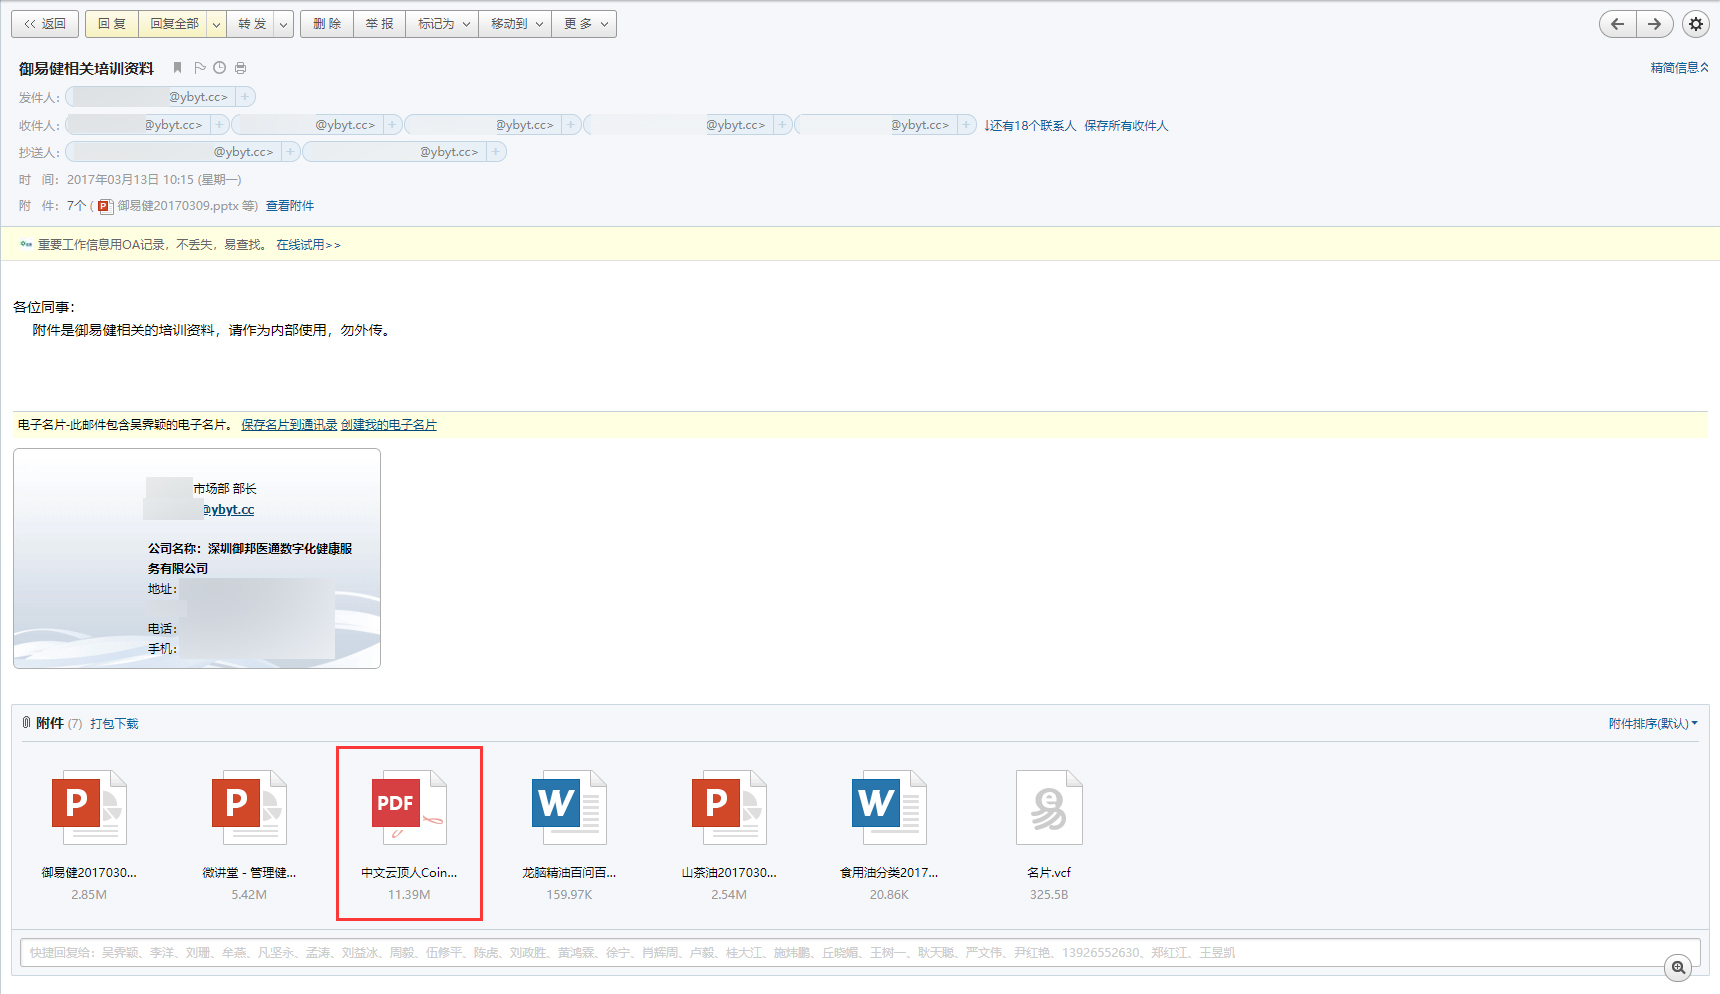 << 返回 回 复 回复全部 转 发 删 除 举 报 标记为 移动到 更 多
御易健相关培训资料
精简信息
发件人: @ybyt.cc> +
收件人: @ybyt.cc> + @ybyt.cc> + @ybyt.cc> + @ybyt.cc> + @ybyt.cc> + ↓还有18个联系人 保存所有收件人
抄送人: @ybyt.cc> + @ybyt.cc> +
时 间: 2017年03月13日 10:15 (星期一)
附 件: 7个 ( 御易健20170309.pptx 等) 查看附件
重要工作信息用OA记录，不丢失，易查找。 在线试用>>
各位同事：
附件是御易健相关的培训资料，请作为内部使用，勿外传。
电子名片-此邮件包含吴霁颖的电子名片。 保存名片到通讯录 创建我的电子名片
市场部 部长
@ybyt.cc
公司名称：深圳御邦医通数字化健康服
务有限公司
地址：
电话：
手机：
附件 (7) 打包下载
附件排序(默认)
P P PDF W P W
御易健2017030... 微讲堂 - 管理健... 中文云顶人Coin... 龙脑精油百问百... 山茶油2017030... 食用油分类2017... 名片.vcf
2.85M 5.42M 11.39M 159.97K 2.54M 20.86K 325.5B
快捷回复给：吴霁颖、李洋、刘珊、牟燕、凡坚永、孟涛、刘益冰、周毅、伍修平、陈虎、刘政胜、黄鸿霖、徐宁、肖辉周、卢毅、桂大江、施炜鹏、丘晓媚、王树一、耿天聪、严文伟、尹红艳、13926552630、郑红江、王昱凯